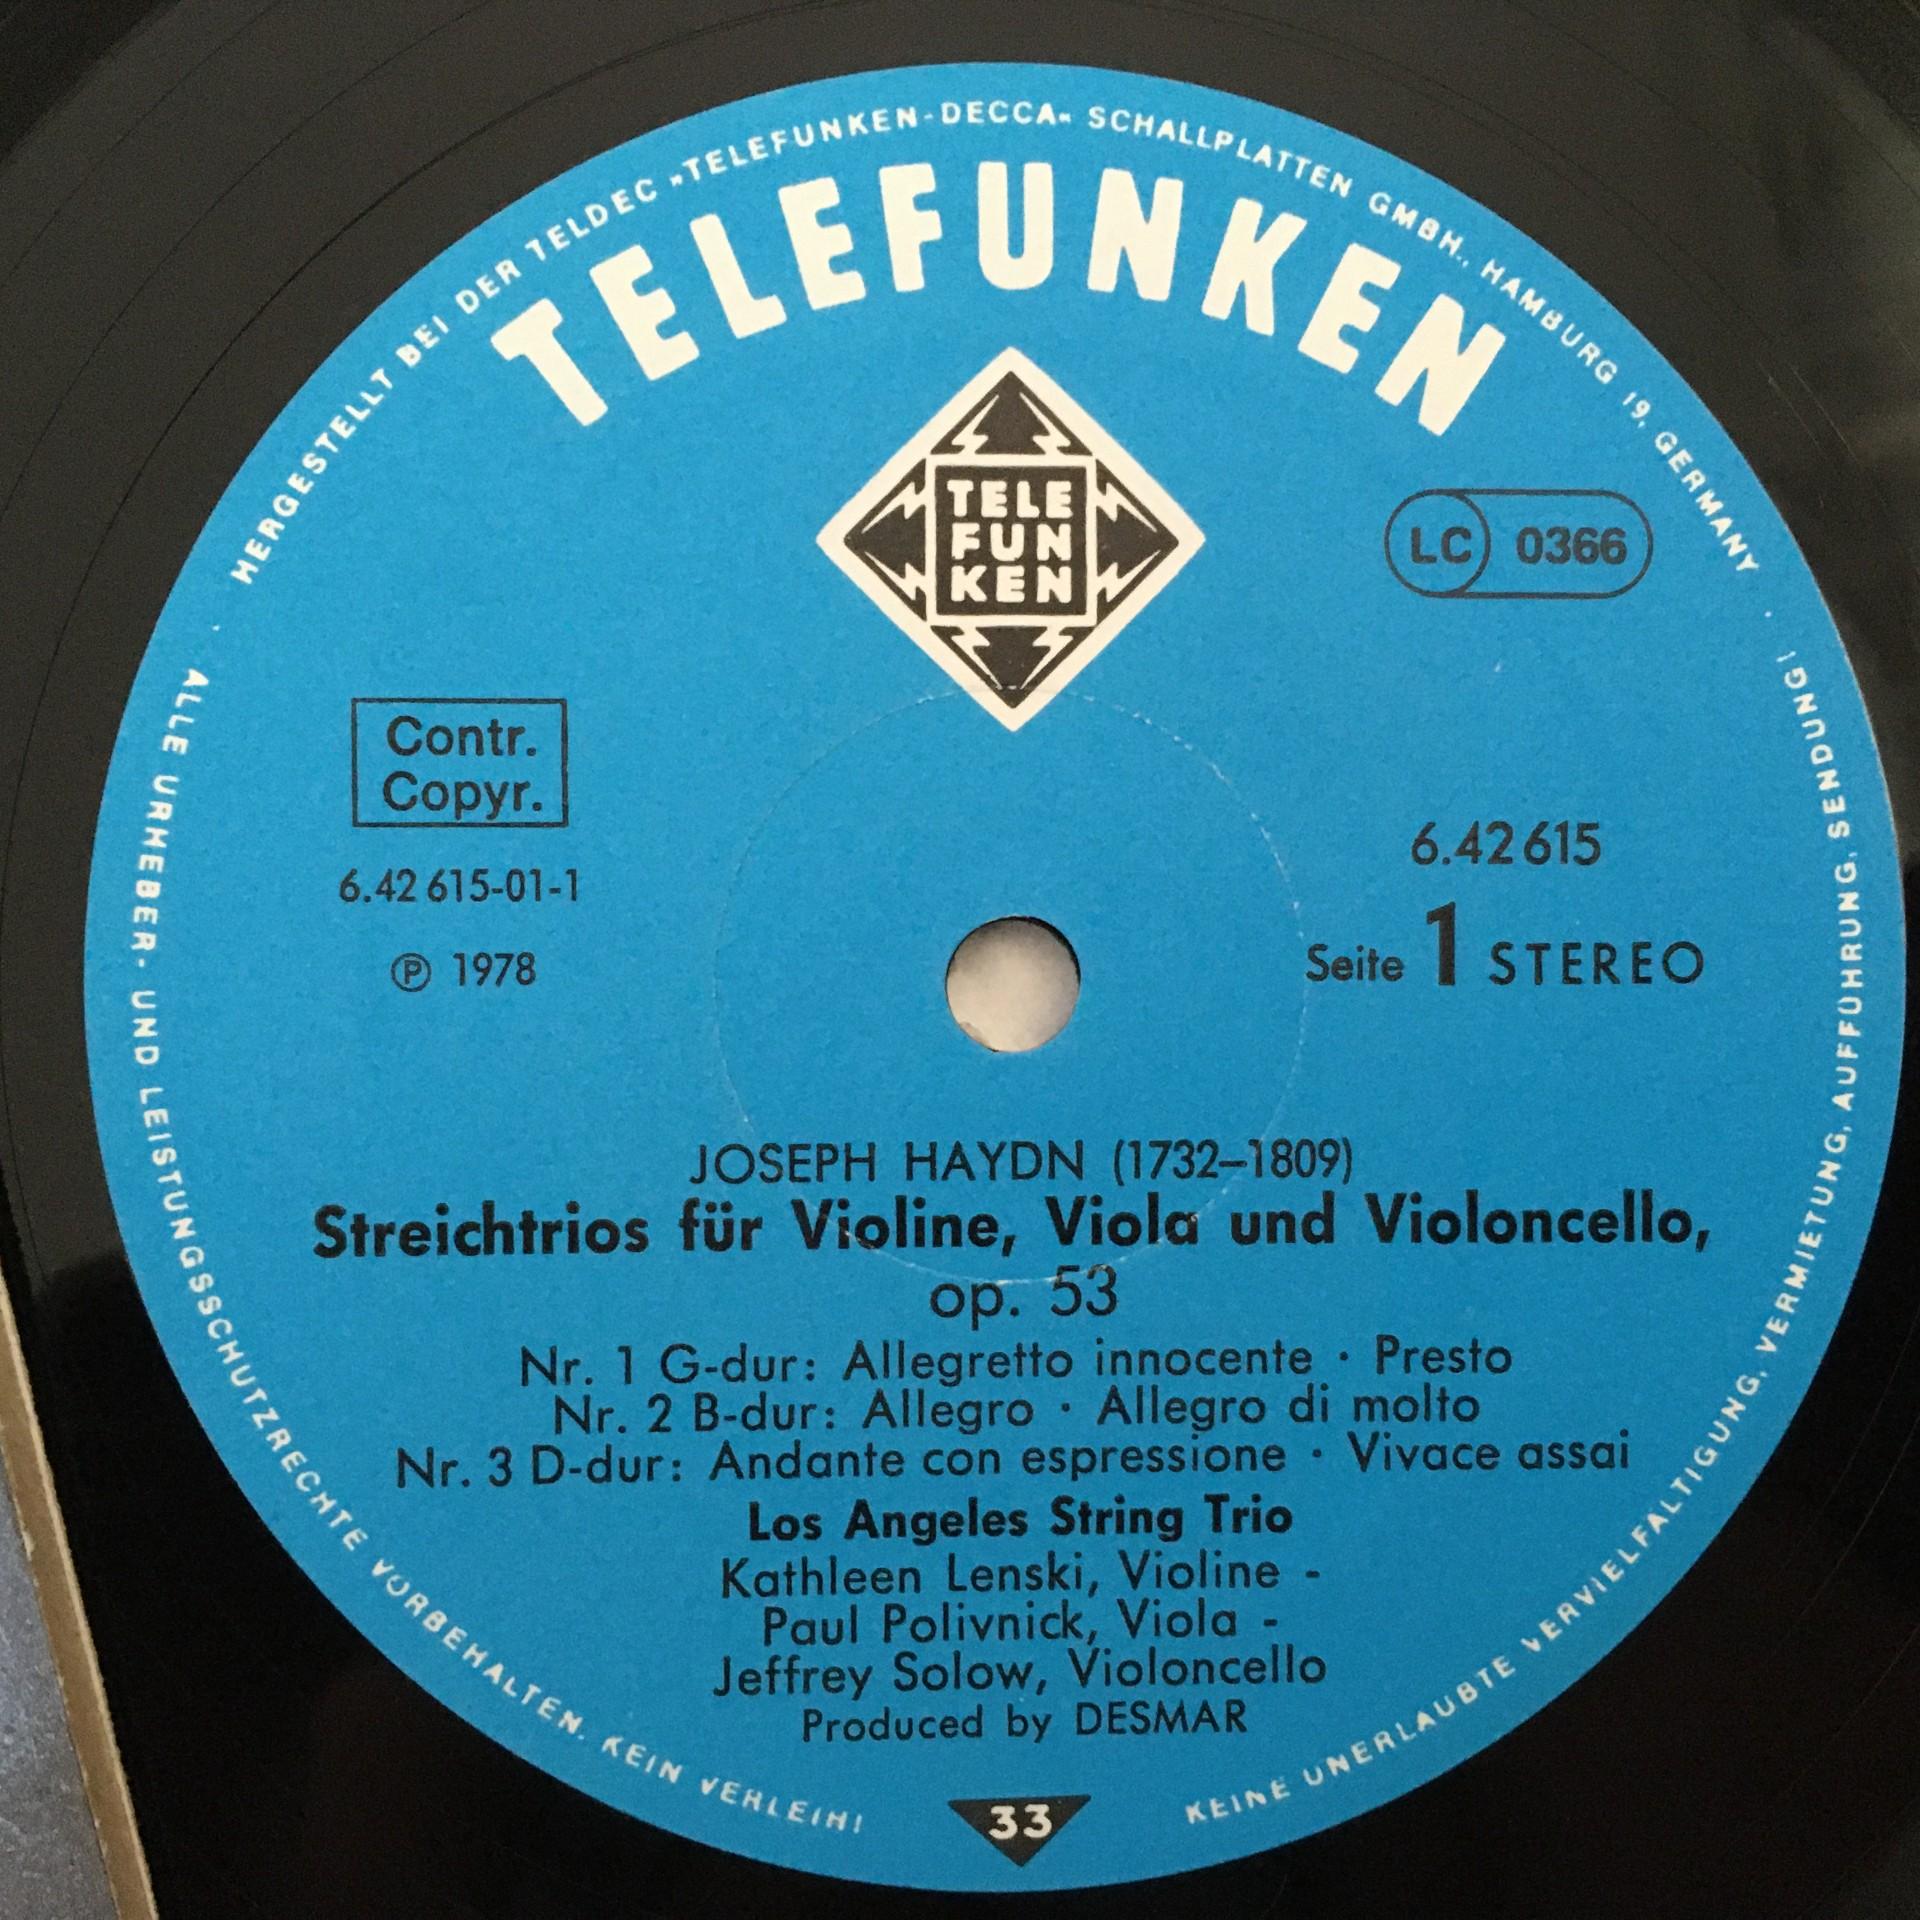 HERGESTELLT BEI DER TELDEC »TELEFUNKEN-DECCA« SCHALLPLATTEN GMBH., HAMBURG 19, GERMANY
TELEFUNKEN
TELE
FUN
KEN
LC 0366
Contr.
Copyr.
6.42615-01-1
℗ 1978
6.42615
Seite 1 STEREO
JOSEPH HAYDN (1732–1809)
Streichtrios für Violine, Viola und Violoncello,
op. 53
Nr. 1 G-dur: Allegretto innocente · Presto
Nr. 2 B-dur: Allegro · Allegro di molto
Nr. 3 D-dur: Andante con espressione · Vivace assai
Los Angeles String Trio
Kathleen Lenski, Violine -
Paul Polivnick, Viola -
Jeffrey Solow, Violoncello
Produced by DESMAR
33
ALLE URHEBER- UND LEISTUNGSSCHUTZRECHTE VORBEHALTEN. KEIN VERLEIH!
KEINE UNERLAUBTE VERVIELFÄLTIGUNG, VERMIETUNG, AUFFÜHRUNG, SENDUNG!